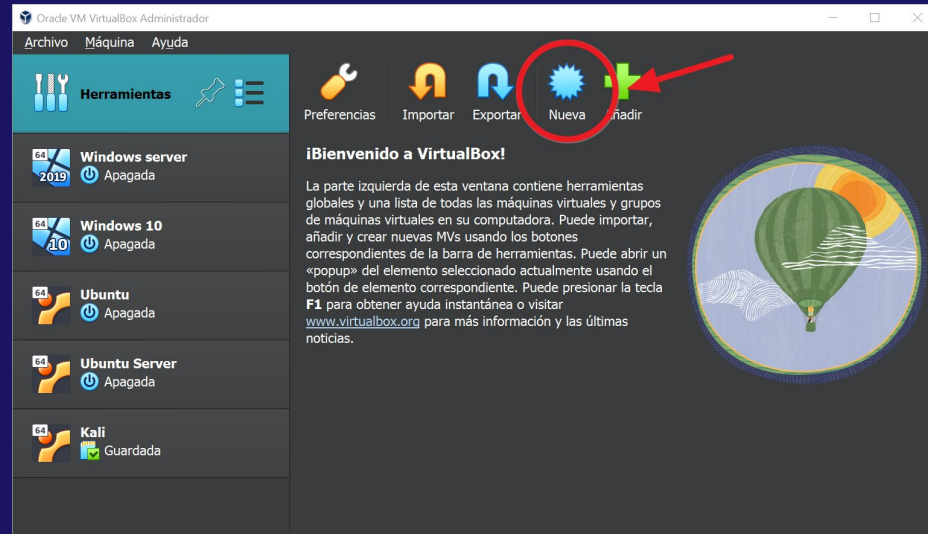 Oracle VM VirtualBox Administrador
Archivo Máquina Ayuda
Herramientas
Preferencias
Importar
Exportar
Nueva
Añadir
64
2019
Windows server
Apagada
64
10
Windows 10
Apagada
64
Ubuntu
Apagada
64
Ubuntu Server
Apagada
64
Kali
Guardada
¡Bienvenido a VirtualBox!
La parte izquierda de esta ventana contiene herramientas
globales y una lista de todas las máquinas virtuales y grupos
de máquinas virtuales en su computadora. Puede importar,
añadir y crear nuevas MVs usando los botones
correspondientes de la barra de herramientas. Puede abrir un
«popup» del elemento seleccionado actualmente usando el
botón de elemento correspondiente. Puede presionar la tecla
F1 para obtener ayuda instantánea o visitar
www.virtualbox.org para más información y las últimas
noticias.